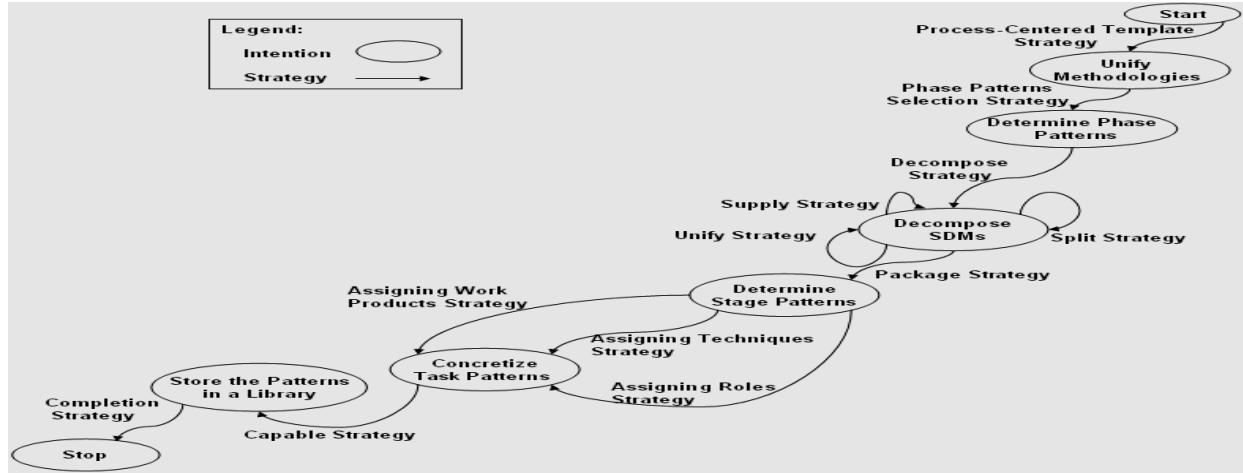 Legend:
Intention
Strategy
Start
Process-Centered Template
Strategy
Unify
Methodologies
Phase Patterns
Selection Strategy
Determine Phase
Patterns
Decompose
Strategy
Supply Strategy
Decompose
SDMs
Unify Strategy
Split Strategy
Package Strategy
Determine
Stage Patterns
Assigning Work
Products Strategy
Assigning Techniques
Strategy
Concretize
Task Patterns
Assigning Roles
Strategy
Store the Patterns
in a Library
Completion
Strategy
Capable Strategy
Stop